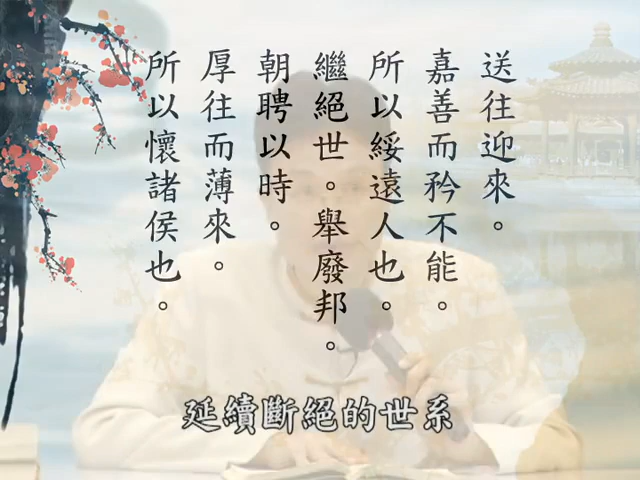 送往迎來。
嘉善而矜不能。
所以綏遠人也。
繼絕世。舉廢邦。
朝聘以時。
厚往而薄來。
所以懷諸侯也。
延續斷絕的世系